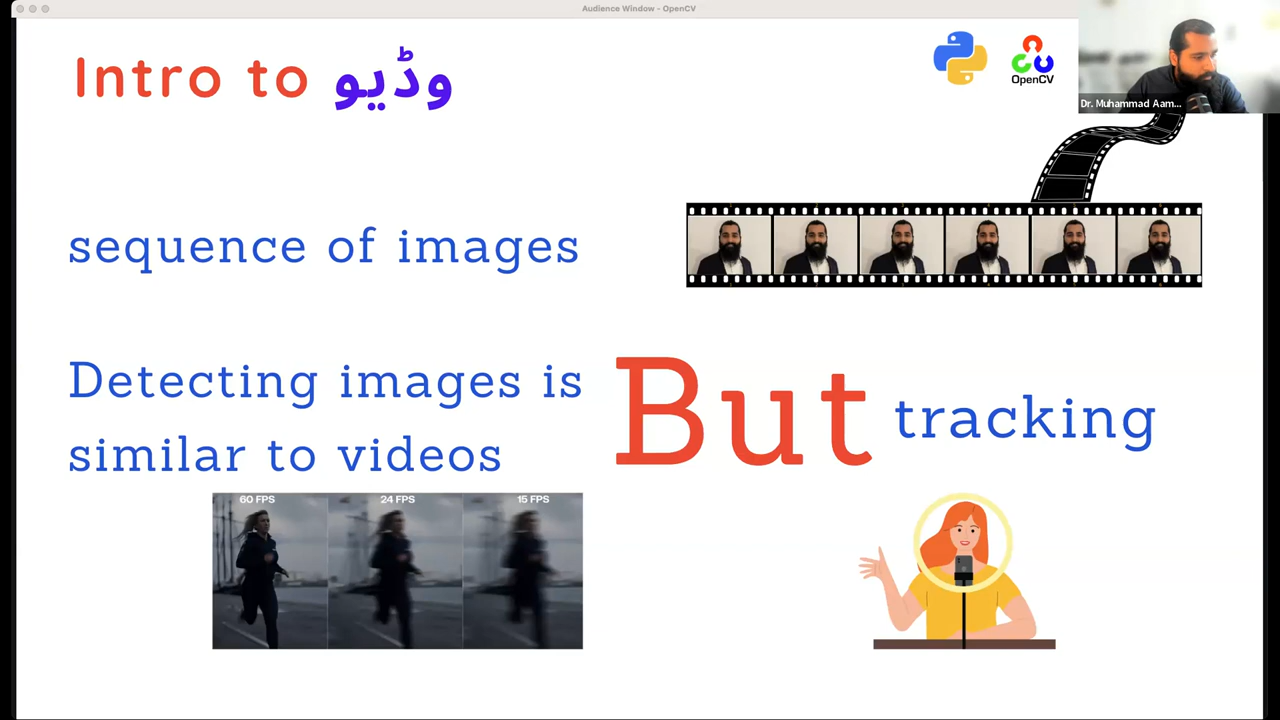 Audience Window - OpenCV
Intro to وڈیو
OpenCV
Dr. Muhammad Aam...
sequence of images
Detecting images is
similar to videos
But tracking
60 FPS
24 FPS
15 FPS